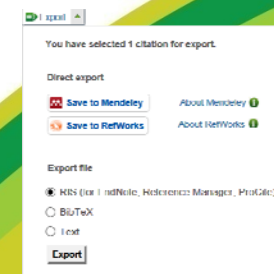 Export
You have selected 1 citation for export.
Direct export
Save to Mendeley About Mendeley
Save to RefWorks About RefWorks
Export file
RIS (for EndNote, Reference Manager, ProCite)
BibTeX
Text
Export